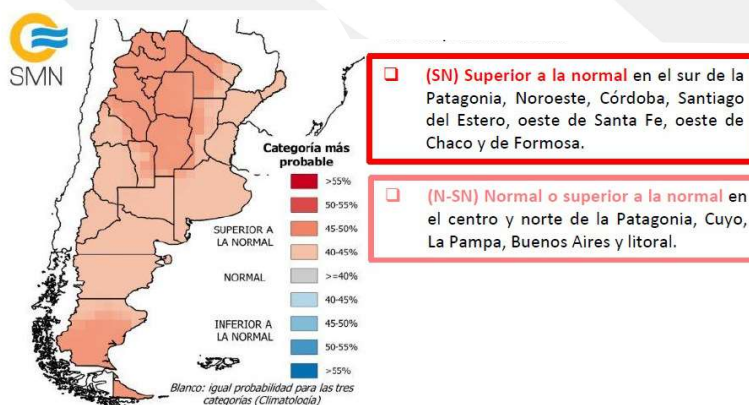 SMN
Categoría más
probable
>55%
50-55%
SUPERIOR A
LA NORMAL
45-50%
40-45%
NORMAL
>=40%
40-45%
INFERIOR A
LA NORMAL
45-50%
50-55%
>55%
Blanco: igual probabilidad para las tres
categorías (Climatología)
(SN) Superior a la normal en el sur de la
Patagonia, Noroeste, Córdoba, Santiago
del Estero, oeste de Santa Fe, oeste de
Chaco y de Formosa.
(N-SN) Normal o superior a la normal en
el centro y norte de la Patagonia, Cuyo,
La Pampa, Buenos Aires y litoral.